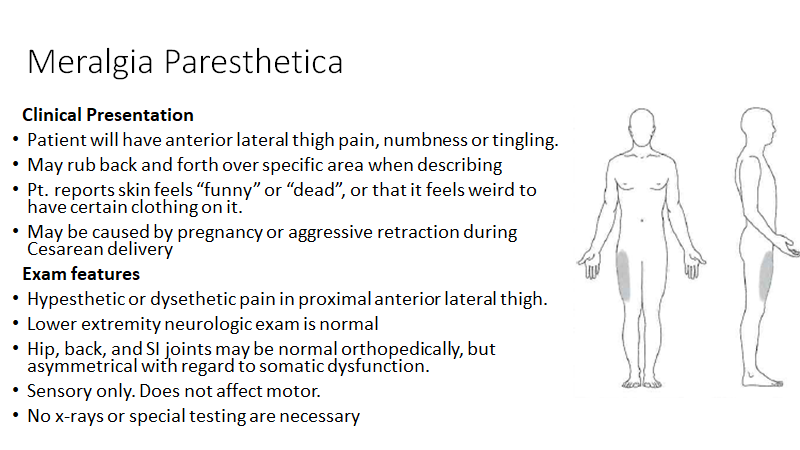 Meralgia Paresthetica
Clinical Presentation
• Patient will have anterior lateral thigh pain, numbness or tingling.
• May rub back and forth over specific area when describing
• Pt. reports skin feels “funny” or “dead”, or that it feels weird to
have certain clothing on it.
• May be caused by pregnancy or aggressive retraction during
Cesarean delivery
Exam features
• Hypesthetic or dysethetic pain in proximal anterior lateral thigh.
• Lower extremity neurologic exam is normal
• Hip, back, and SI joints may be normal orthopedically, but
asymmetrical with regard to somatic dysfunction.
• Sensory only. Does not affect motor.
• No x-rays or special testing are necessary